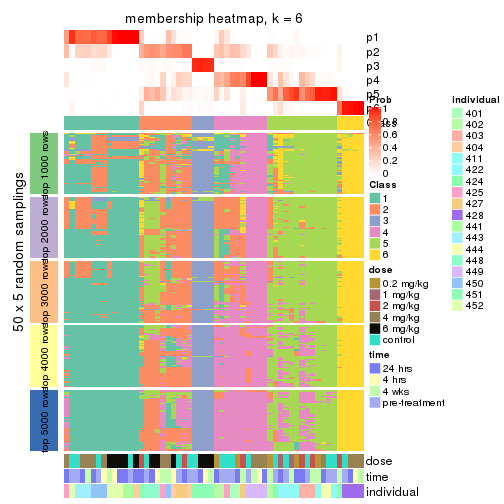 membership heatmap, k = 6
50 x 5 random samplings
top 1000 rows
top 2000 rows
top 3000 rows
top 4000 rows
top 5000 rows
p1
p2
p3
p4
p5
p6
dose
time
individual
Prob
1
0.8
0.6
0.4
0.2
0
Class
Class
1
2
3
4
5
6
dose
0.2 mg/kg
1 mg/kg
2 mg/kg
4 mg/kg
6 mg/kg
control
time
24 hrs
4 hrs
4 wks
pre-treatment
individual
401
402
403
404
411
422
424
425
427
428
441
443
444
448
449
450
451
452